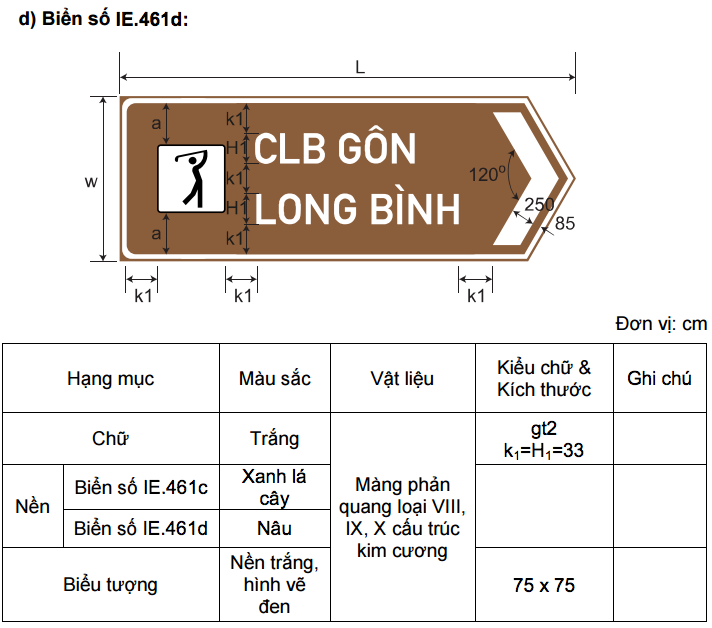 d) Biển số IE.461d:
L
w
a
a
k1
H1
k1
H1
k1
CLB GÔN
LONG BÌNH
120⁰
250
85
k1
k1
k1
Đơn vị: cm
Hạng mục
Màu sắc
Vật liệu
Kiểu chữ &
Kích thước
Ghi chú
Chữ
Trắng
gt2
k₁=H₁=33
Nền
Biển số IE.461c
Xanh lá
cây
Biển số IE.461d
Nâu
Màng phản
quang loại VIII,
IX, X cấu trúc
kim cương
Biểu tượng
Nền trắng,
hình vẽ
đen
75 x 75